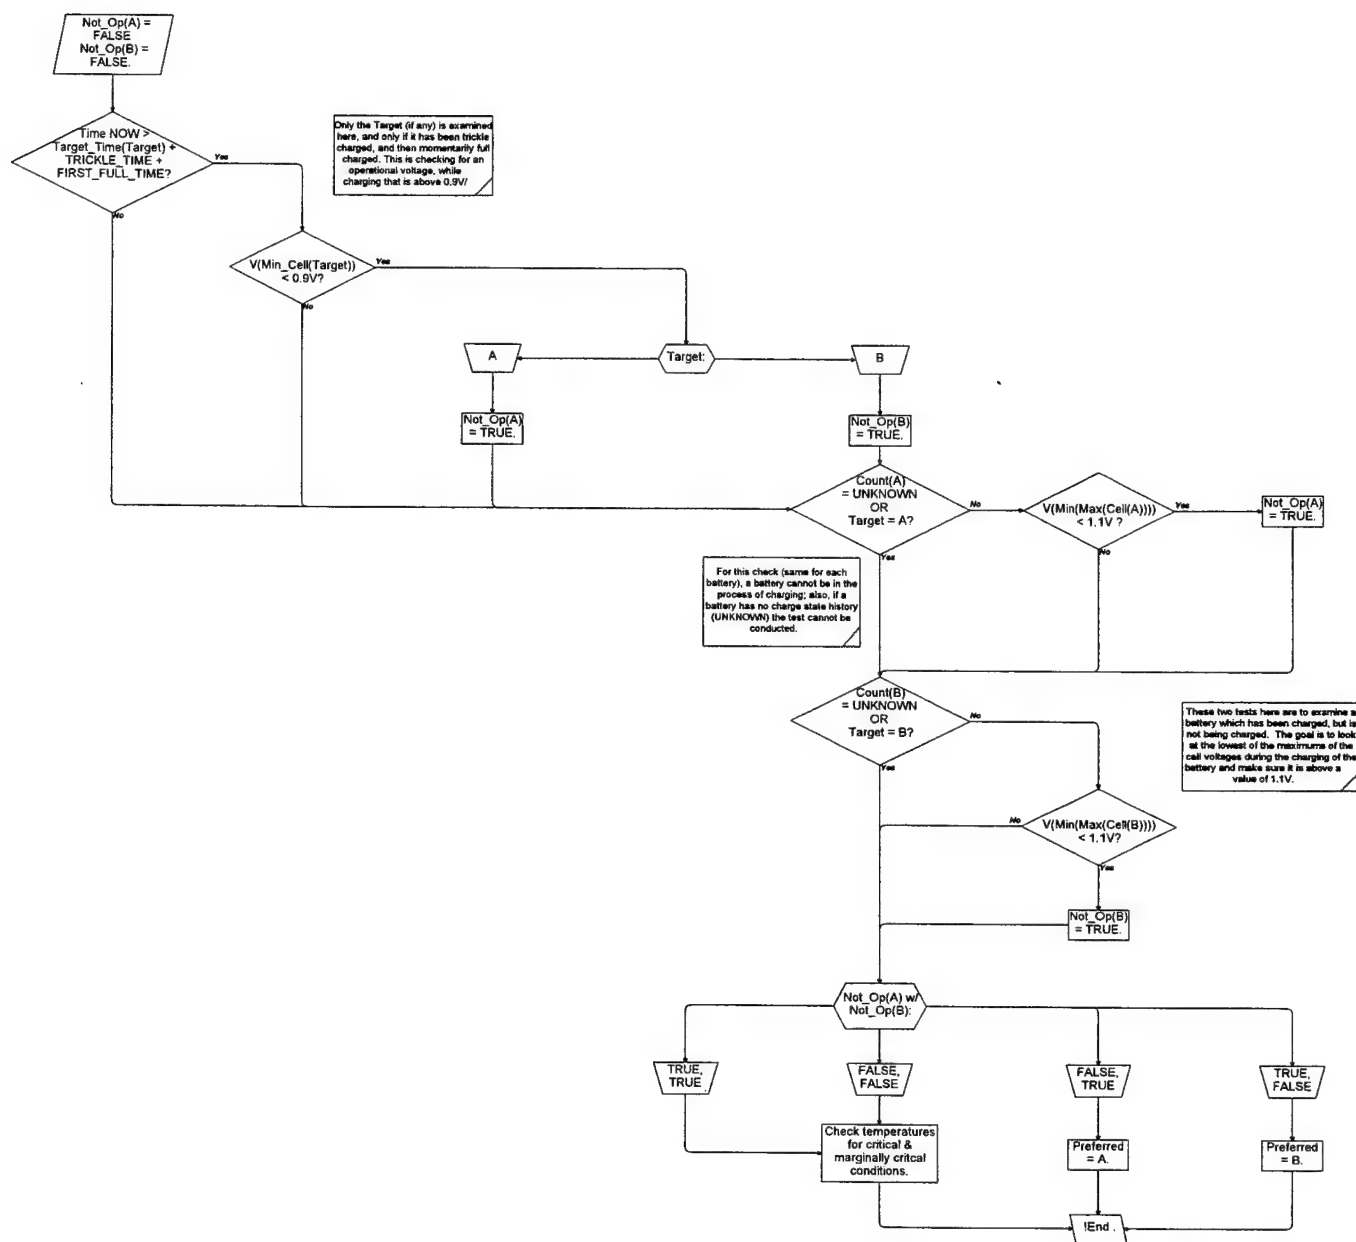 Not_Op(A) =
FALSE
Not_Op(B) =
FALSE.
Time NOW >
Target_Time(Target) +
TRICKLE_TIME +
FIRST_FULL_TIME?
Yes
No
Only the Target (if any) is examined
here, and only if it has been trickle
charged, and then momentarily full
charged. This is checking for an
operational voltage, while
charging that is above 0.9V/
V(Min_Cell(Target))
< 0.9V?
Yes
No
A
Target:
B
Not_Op(A)
= TRUE.
Not_Op(B)
= TRUE.
Count(A)
= UNKNOWN
OR
Target = A?
No
Yes
V(Min(Max(Cell(A))))
< 1.1V ?
Yes
No
Not_Op(A)
= TRUE.
For this check (same for each
battery), a battery cannot be in the
process of charging; also, if a
battery has no charge state history
(UNKNOWN) the test cannot be
conducted.
Count(B)
= UNKNOWN
OR
Target = B?
No
Yes
These two tests here are to examine a
battery which has been charged, but is
not being charged. The goal is to look
at the lowest of the maximums of the
cell voltages during the charging of the
battery and make sure it is above a
value of 1.1V.
No
V(Min(Max(Cell(B))))
< 1.1V?
Yes
Not_Op(B)
= TRUE.
Not_Op(A) w/
Not_Op(B):
TRUE,
TRUE
FALSE,
FALSE
FALSE,
TRUE
TRUE,
FALSE
Check temperatures
for critical &
marginally critcal
conditions.
Preferred
= A.
Preferred
= B.
!End .